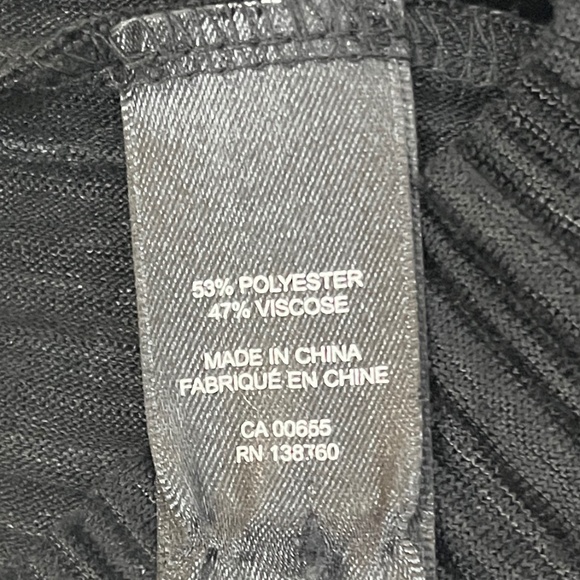 53% POLYESTER
47% VISCOSE
MADE IN CHINA
FABRIQUÉ EN CHINE
CA 00655
RN 138760